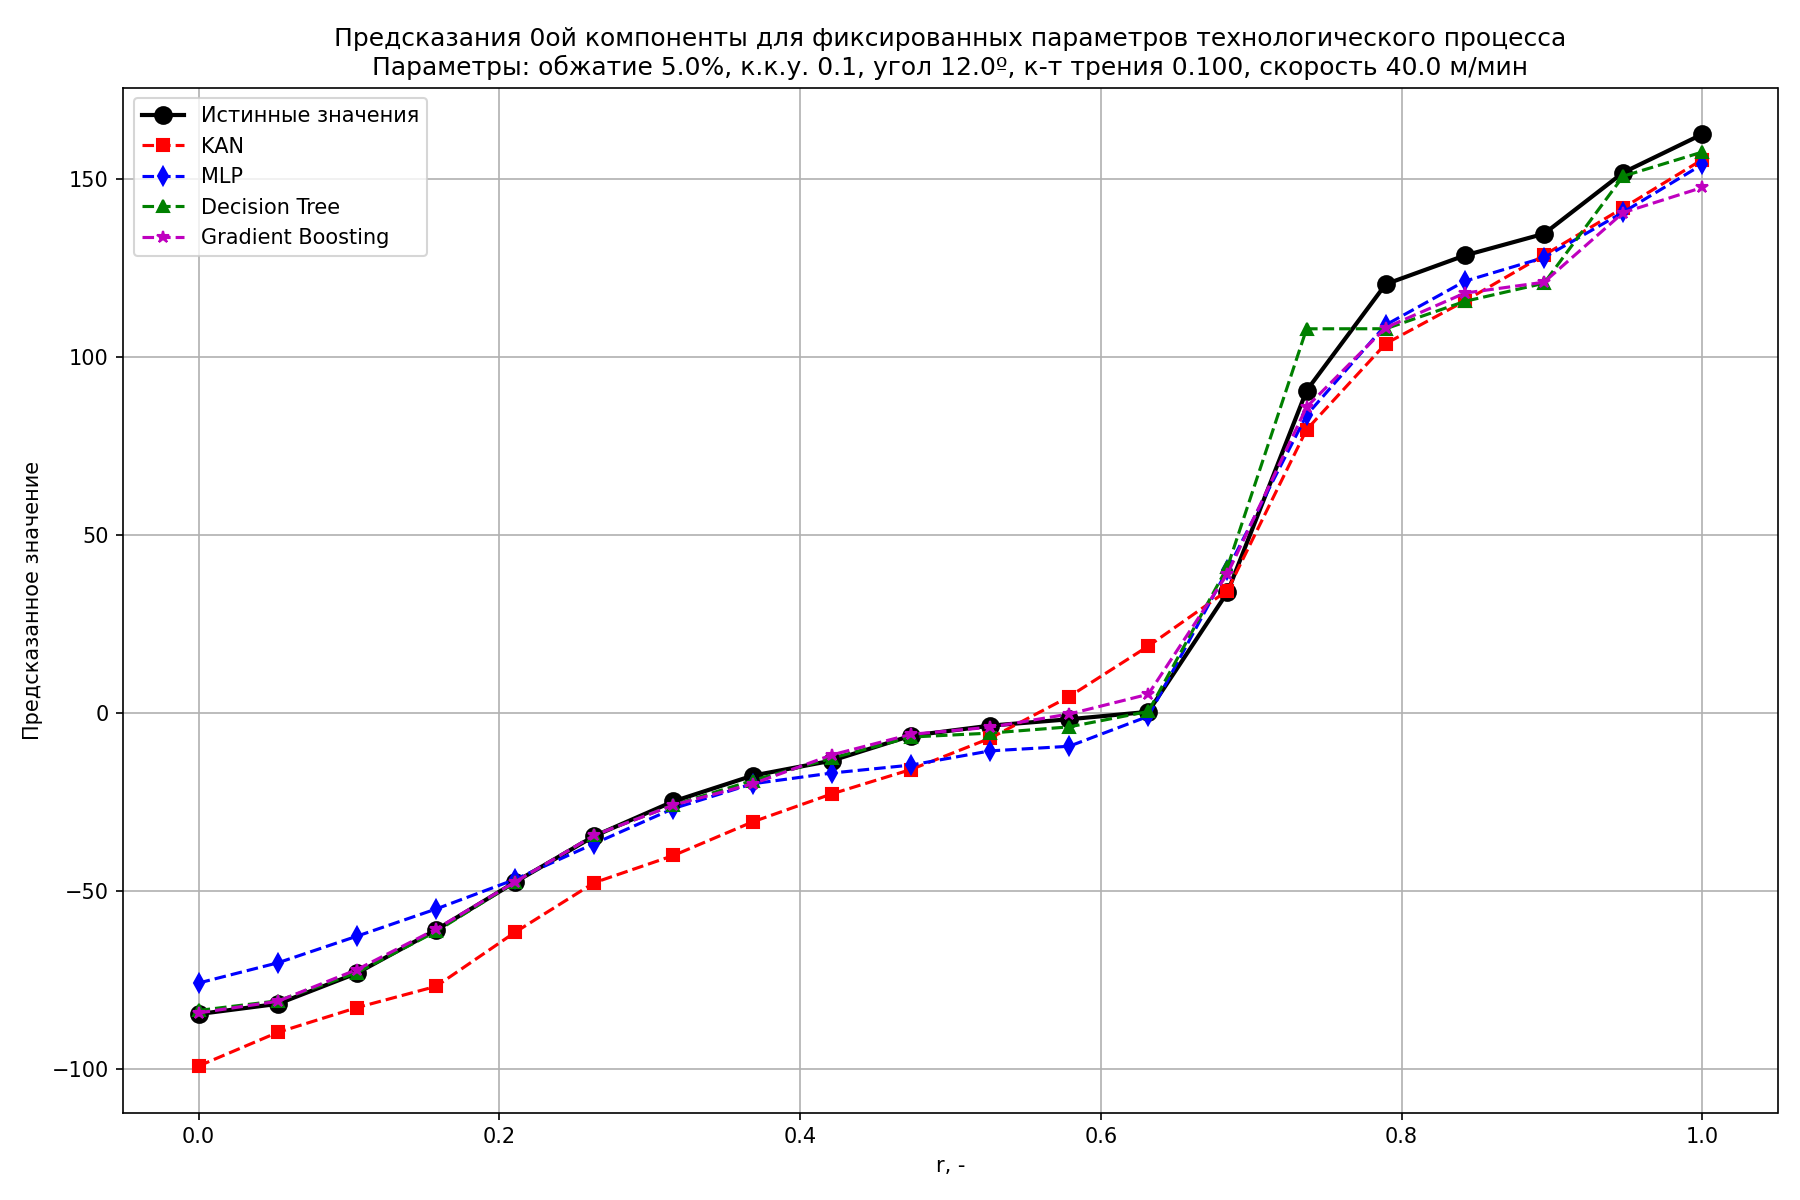 Предсказания 0ой компоненты для фиксированных параметров технологического процесса
Параметры: обжатие 5.0%, к.к.у. 0.1, угол 12.0º, к-т трения 0.100, скорость 40.0 м/мин
Истинные значения
KAN
MLP
Decision Tree
Gradient Boosting
Предсказанное значение
150
100
50
0
−50
−100
0.0
0.2
0.4
0.6
0.8
1.0
r, -